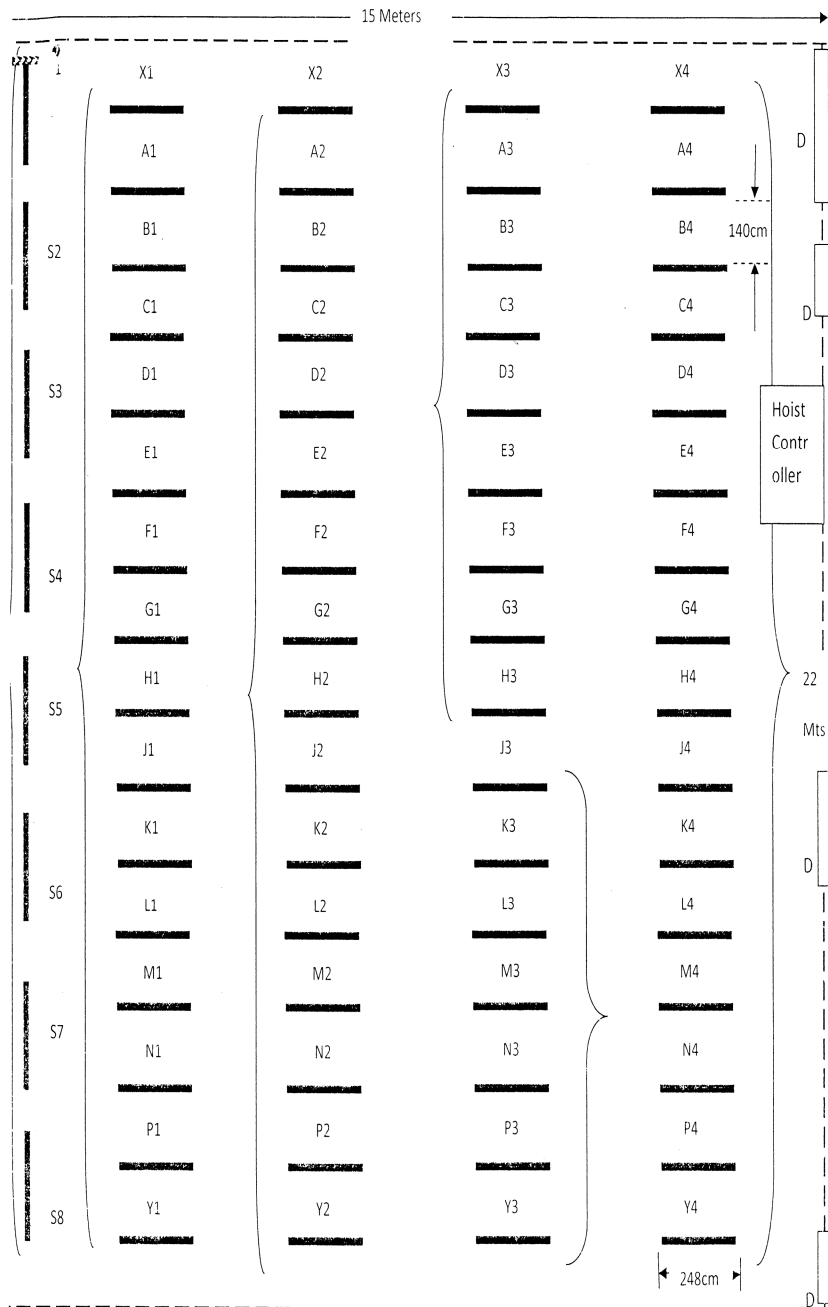 15 Meters
X1 X2 X3 X4
D
A1 A2 A3 A4
B1 B2 B3 B4 140cm
S2
C1 C2 C3 C4 D
D1 D2 D3 D4
S3
Hoist
Contr
oller
E1 E2 E3 E4
F1 F2 F3 F4
S4
G1 G2 G3 G4
H1 H2 H3 H4 22
S5
Mts
J1 J2 J3 J4
K1 K2 K3 K4
D
S6
L1 L2 L3 L4
M1 M2 M3 M4
S7
N1 N2 N3 N4
P1 P2 P3 P4
Y1 Y2 Y3 Y4
S8
248cm
D